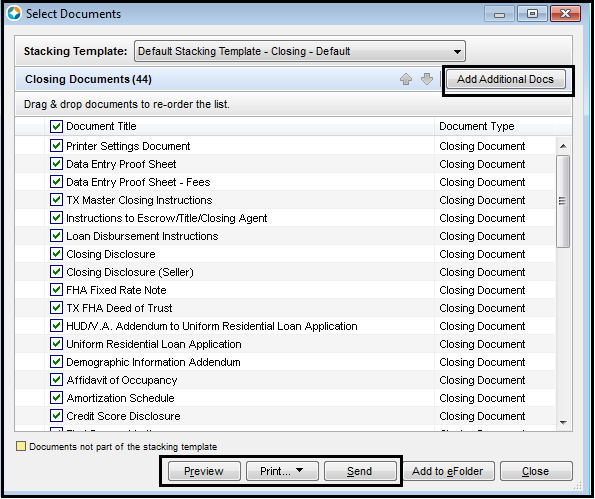 Select Documents
Stacking Template: Default Stacking Template - Closing - Default
Closing Documents (44) Add Additional Docs
Drag & drop documents to re-order the list.
Document Title Document Type
Printer Settings Document Closing Document
Data Entry Proof Sheet Closing Document
Data Entry Proof Sheet - Fees Closing Document
TX Master Closing Instructions Closing Document
Instructions to Escrow/Title/Closing Agent Closing Document
Loan Disbursement Instructions Closing Document
Closing Disclosure Closing Document
Closing Disclosure (Seller) Closing Document
FHA Fixed Rate Note Closing Document
TX FHA Deed of Trust Closing Document
HUD/V.A. Addendum to Uniform Residential Loan Application Closing Document
Uniform Residential Loan Application Closing Document
Demographic Information Addendum Closing Document
Affidavit of Occupancy Closing Document
Amortization Schedule Closing Document
Credit Score Disclosure Closing Document
Documents not part of the stacking template
Preview Print... Send Add to eFolder Close